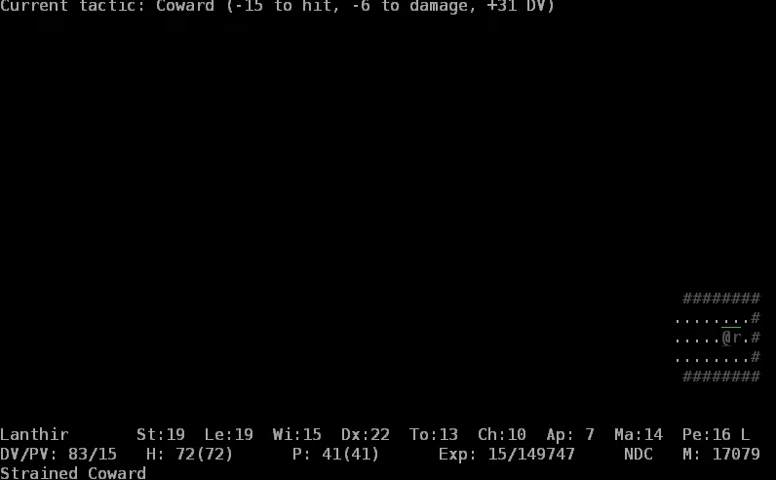 Current tactic: Coward (-15 to hit, -6 to damage, +31 DV)
########
........#
.....@r.#
........#
########
Lanthir St:19 Le:19 Wi:15 Dx:22 To:13 Ch:10 Ap: 7 Ma:14 Pe:16 L
DV/PV: 83/15 H: 72(72) P: 41(41) Exp: 15/149747 NDC M: 17079
Strained Coward